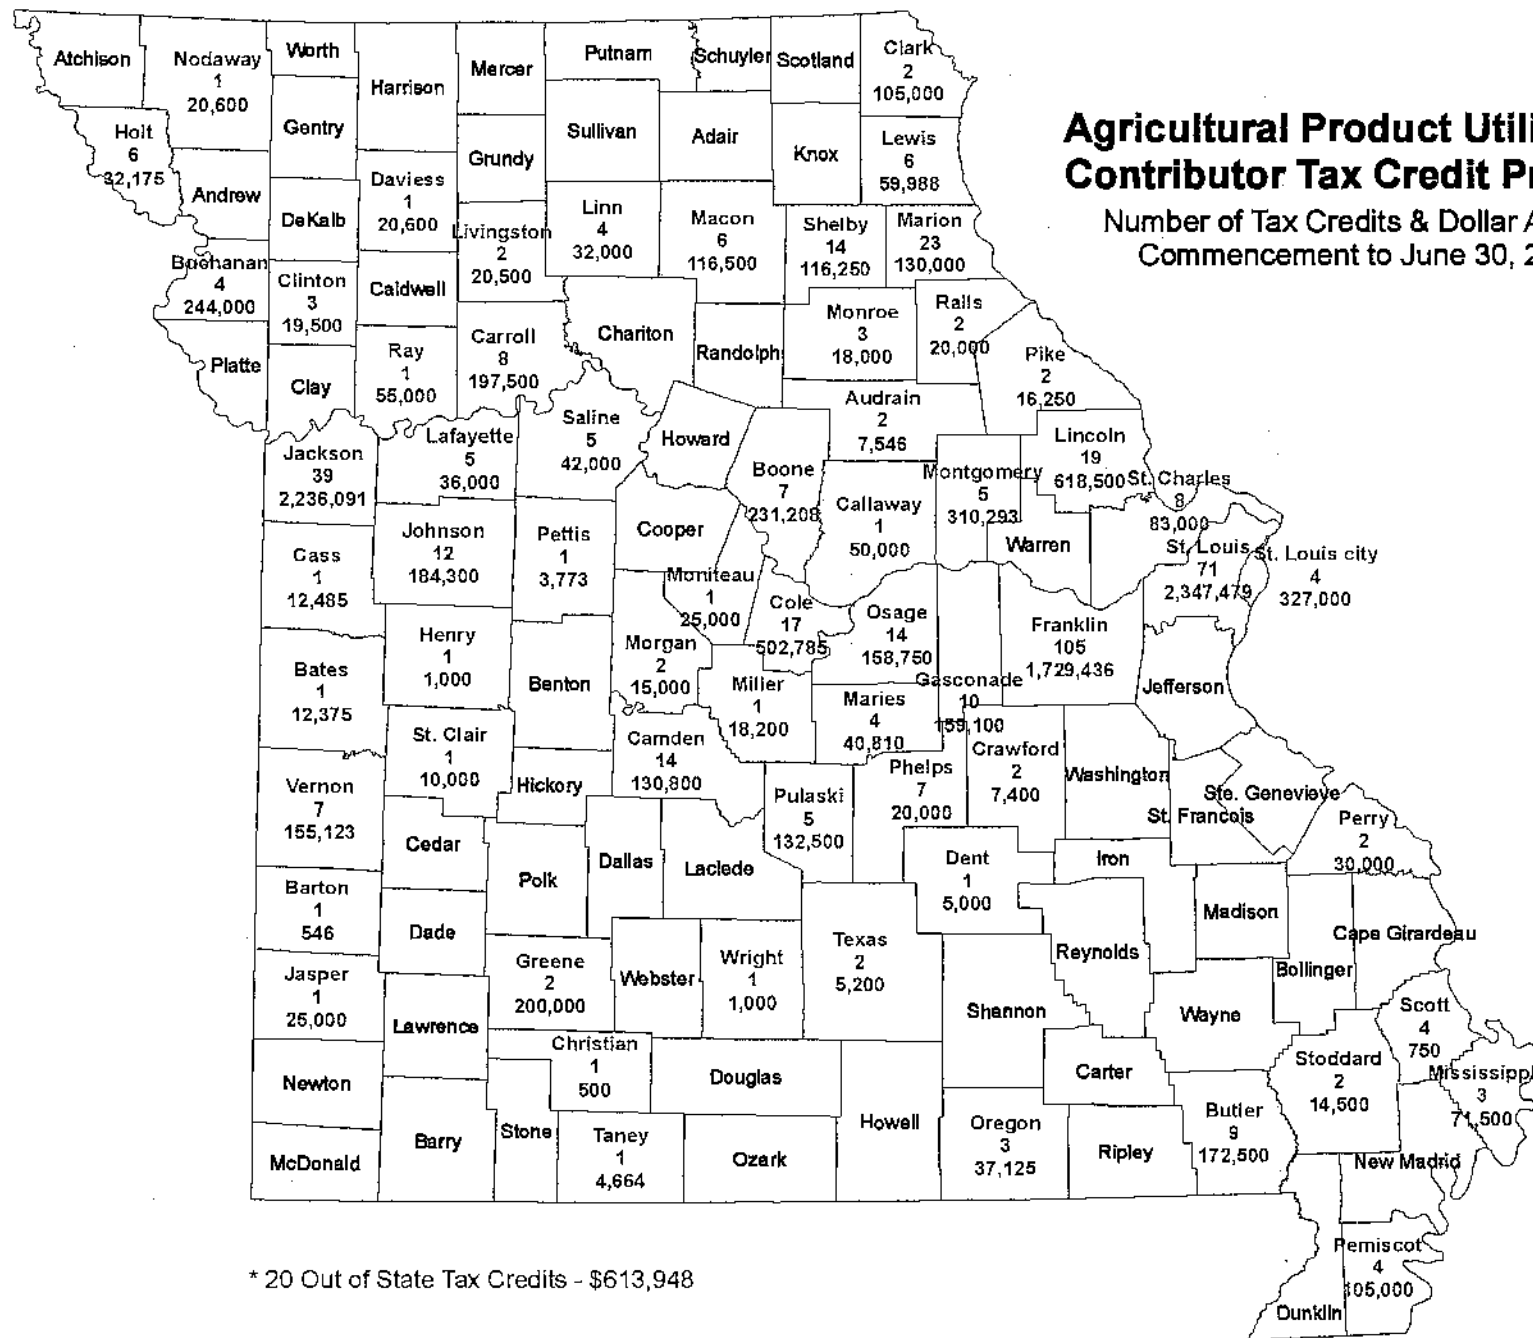 Agricultural Product Utili
Contributor Tax Credit Pr
Number of Tax Credits & Dollar A
Commencement to June 30, 2
Atchison
Nodaway
1
20,600
Worth
Harrison
Mercer
Putnam
Schuyler
Scotland
Clark
2
105,000
Holt
6
32,175
Gentry
Grundy
Sullivan
Adair
Knox
Lewis
6
59,988
Andrew
DeKalb
Daviess
1
20,600
Livingston
2
20,500
Linn
4
32,000
Macon
6
116,500
Shelby
14
116,250
Marion
23
130,000
Buchanan
4
244,000
Clinton
3
19,500
Caldwell
Chariton
Randolph
Monroe
3
18,000
Ralls
2
20,000
Pike
2
16,250
Platte
Clay
Ray
1
55,000
Carroll
8
197,500
Audrain
2
7,546
Jackson
39
2,236,091
Lafayette
5
36,000
Saline
5
42,000
Howard
Boone
7
231,208
Callaway
1
50,000
Montgomery
5
310,293
Lincoln
19
618,500
St. Charles
8
83,000
Warren
St. Louis
71
2,347,479
St. Louis city
4
327,000
Cass
1
12,485
Johnson
12
184,300
Pettis
1
3,773
Cooper
Moniteau
1
25,000
Cole
17
502,785
Osage
14
158,750
Gasconade
10
159,100
Franklin
105
1,729,436
Jefferson
Bates
1
12,375
Henry
1
1,000
Benton
Morgan
2
15,000
Miller
1
18,200
Maries
4
40,810
St. Clair
1
10,000
Hickory
Camden
14
130,800
Pulaski
5
132,500
Phelps
7
20,000
Crawford
2
7,400
Washington
St. Francois
Ste. Genevieve
Perry
2
30,000
Vernon
7
155,123
Cedar
Polk
Dallas
Laclede
Dent
1
5,000
Iron
Madison
Reynolds
Bollinger
Cape Girardeau
Barton
1
546
Dade
Greene
2
200,000
Webster
Wright
1
1,000
Texas
2
5,200
Shannon
Wayne
Scott
4
750
Jasper
1
25,000
Lawrence
Christian
1
500
Douglas
Carter
Stoddard
2
14,500
Mississippi
3
71,500
Newton
Barry
Stone
Taney
1
4,664
Ozark
Howell
Oregon
3
37,125
Ripley
Butler
9
172,500
New Madrid
McDonald
Pemiscot
4
105,000
Dunklin
* 20 Out of State Tax Credits - $613,948